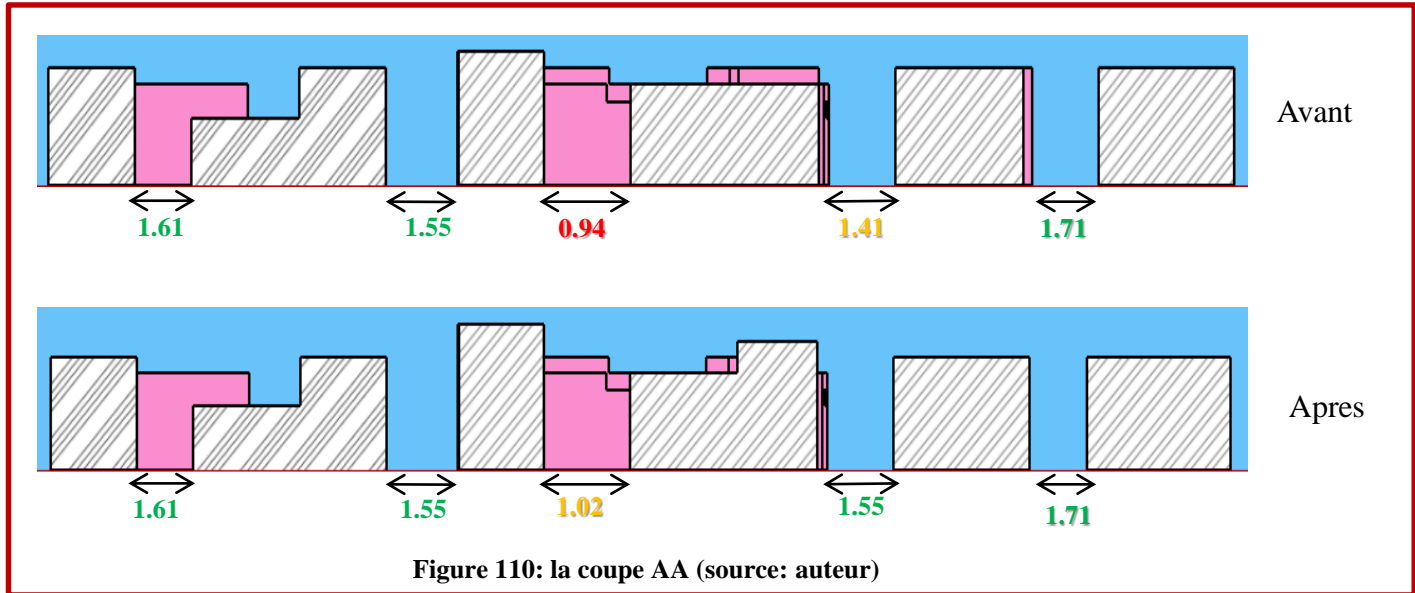 Avant
1.61 1.55 0.94 1.41 1.71
Apres
1.61 1.55 1.02 1.55 1.71
Figure 110: la coupe AA (source: auteur)